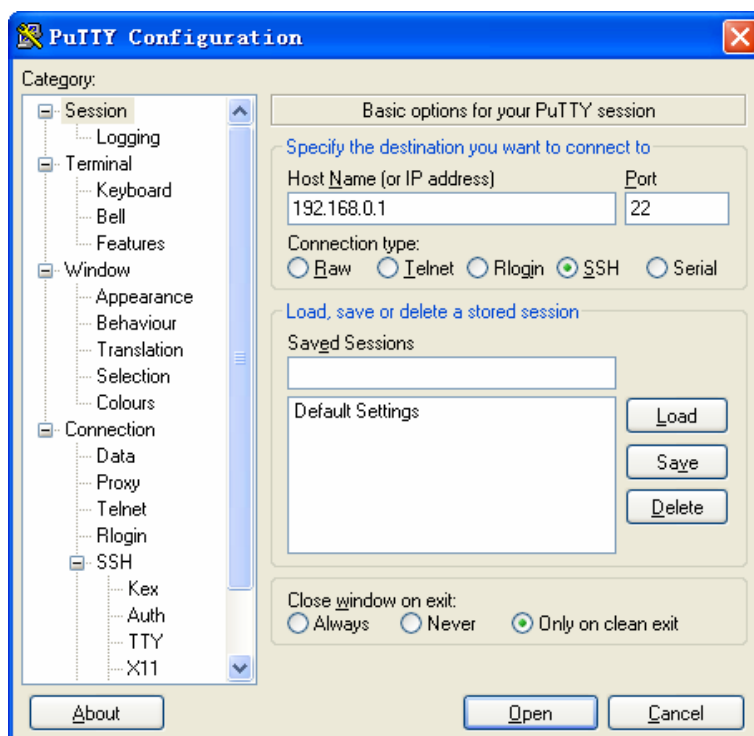 PuTTY Configuration
Category:
Session
Logging
Terminal
Keyboard
Bell
Features
Window
Appearance
Behaviour
Translation
Selection
Colours
Connection
Data
Proxy
Telnet
Rlogin
SSH
Kex
Auth
TTY
X11
Basic options for your PuTTY session
Specify the destination you want to connect to
Host Name (or IP address) Port
192.168.0.1 22
Connection type:
Raw Telnet Rlogin SSH Serial
Load, save or delete a stored session
Saved Sessions
Default Settings
Load
Save
Delete
Close window on exit:
Always Never Only on clean exit
About Open Cancel